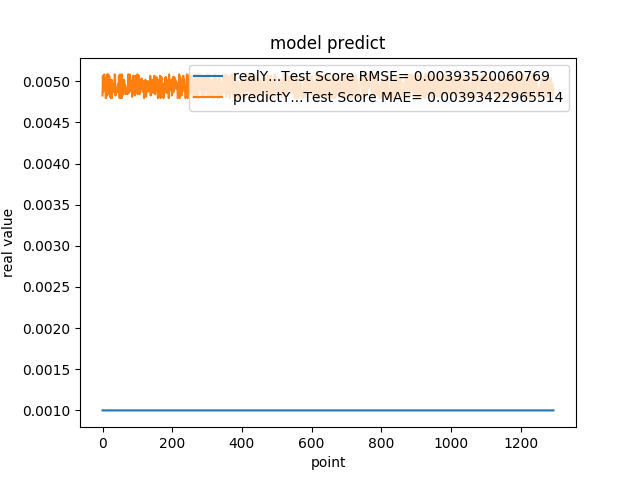 model predict
realY...Test Score RMSE= 0.00393520060769
predictY...Test Score MAE= 0.00393422965514
0.0050
0.0045
0.0040
0.0035
0.0030
0.0025
0.0020
0.0015
0.0010
real value
0 200 400 600 800 1000 1200
point